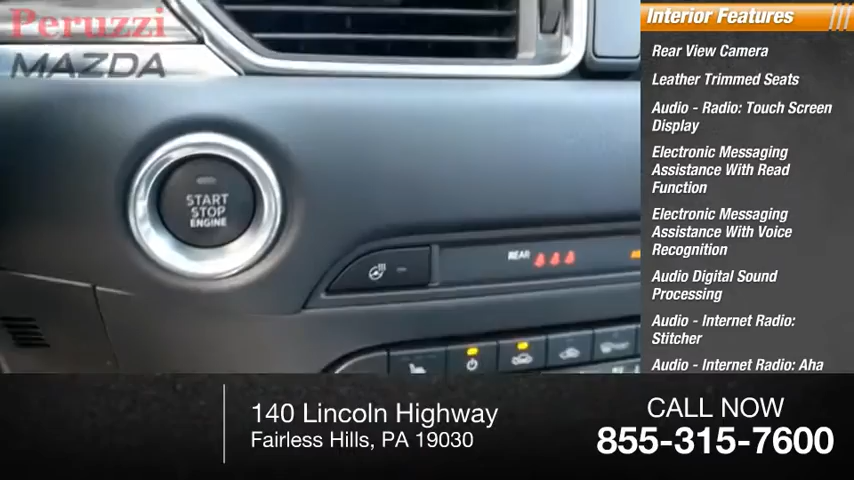 Peruzzi
MAZDA
START
STOP
ENGINE
REAR
Interior Features
Rear View Camera
Leather Trimmed Seats
Audio - Radio: Touch Screen
Display
Electronic Messaging
Assistance With Read
Function
Electronic Messaging
Assistance With Voice
Recognition
Audio Digital Sound
Processing
Audio - Internet Radio:
Stitcher
Audio - Internet Radio: Aha
140 Lincoln Highway
Fairless Hills, PA 19030
CALL NOW
855-315-7600